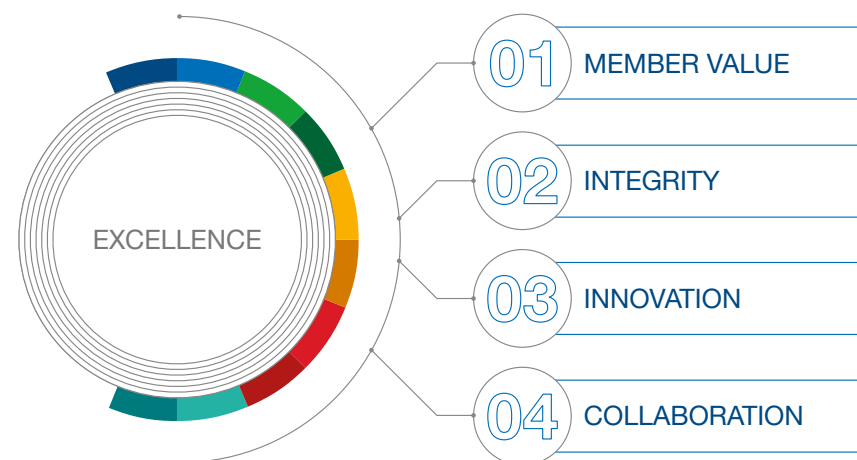 EXCELLENCE
01 MEMBER VALUE
02 INTEGRITY
03 INNOVATION
04 COLLABORATION